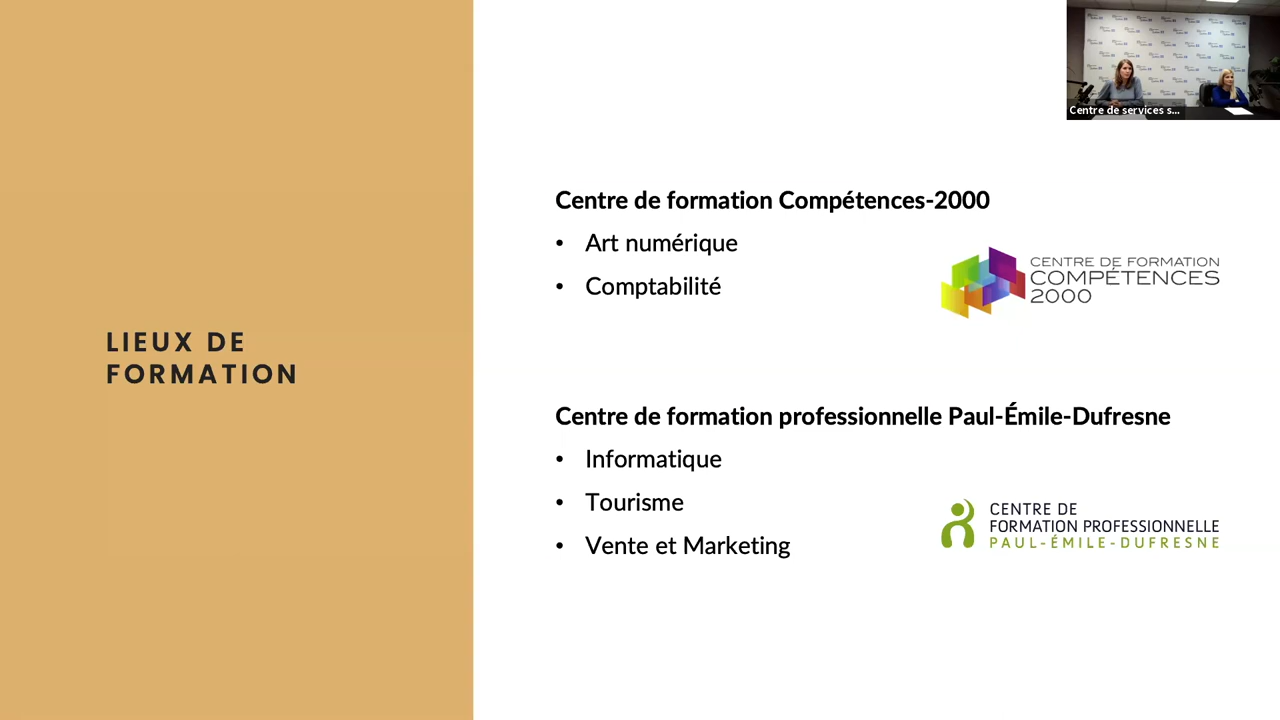 Centre de services s...
LIEUX DE
FORMATION
Centre de formation Compétences-2000
• Art numérique
• Comptabilité
CENTRE DE FORMATION
COMPÉTENCES
2000
Centre de formation professionnelle Paul-Émile-Dufresne
• Informatique
• Tourisme
• Vente et Marketing
CENTRE DE
FORMATION PROFESSIONNELLE
PAUL-ÉMILE-DUFRESNE